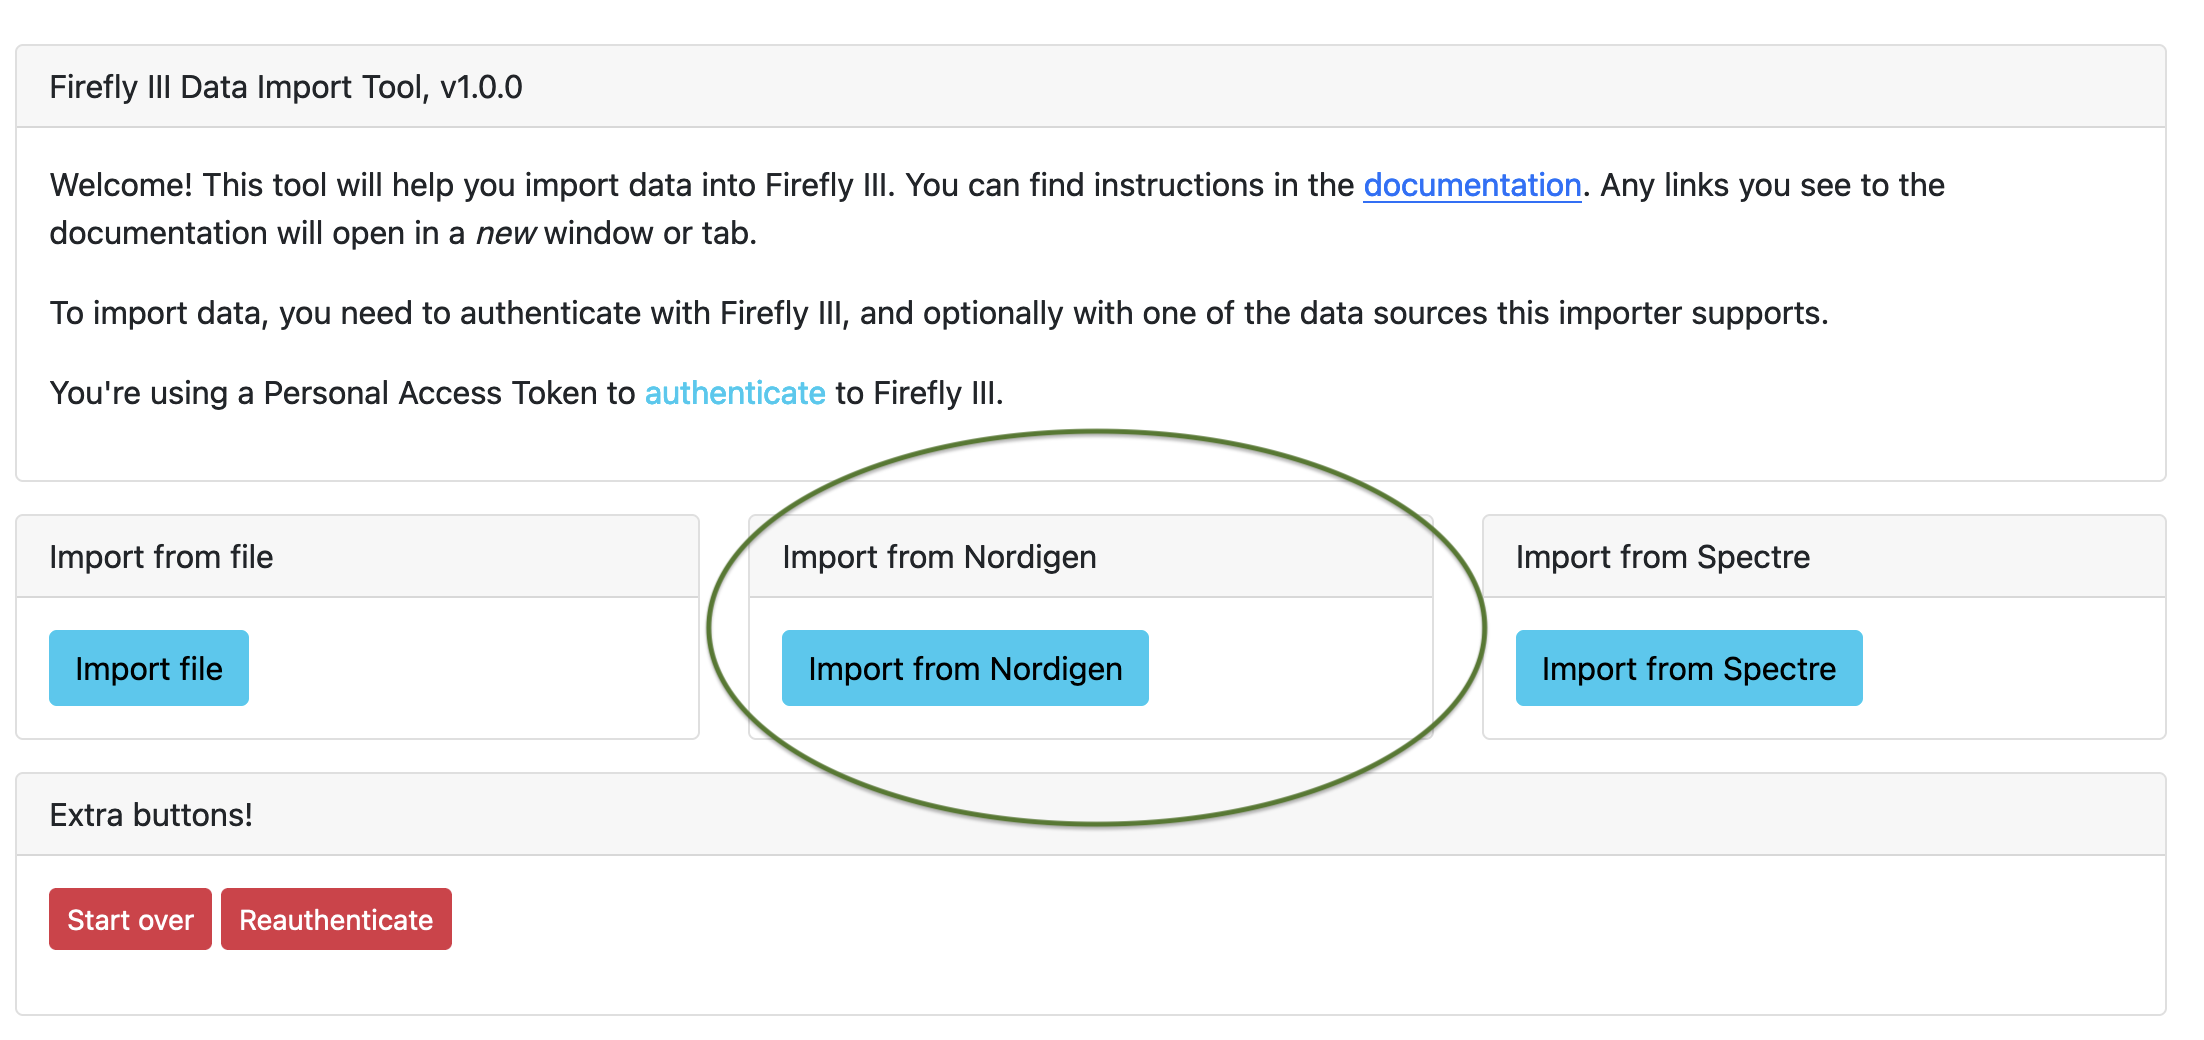 Firefly III Data Import Tool, v1.0.0
Welcome! This tool will help you import data into Firefly III. You can find instructions in the documentation. Any links you see to the
documentation will open in a new window or tab.
To import data, you need to authenticate with Firefly III, and optionally with one of the data sources this importer supports.
You're using a Personal Access Token to authenticate to Firefly III.
Import from file
Import file
Import from Nordigen
Import from Nordigen
Import from Spectre
Import from Spectre
Extra buttons!
Start over
Reauthenticate